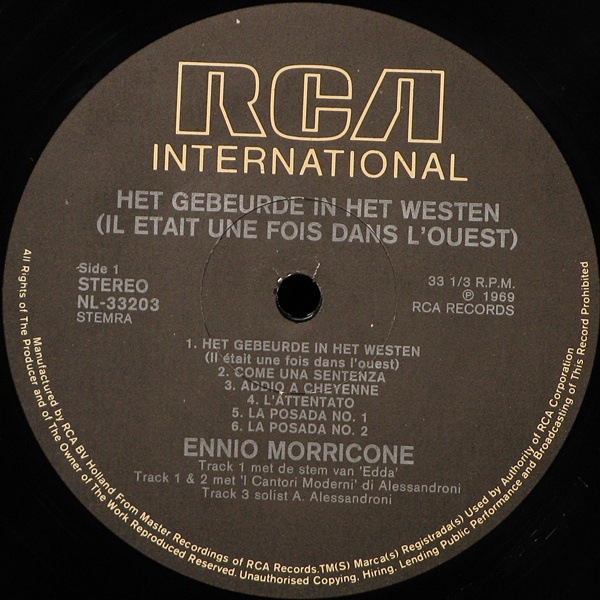 RCA
INTERNATIONAL
HET GEBEURDE IN HET WESTEN
(IL ETAIT UNE FOIS DANS L'OUEST)
Side 1
STEREO
NL-33203
STEMRA
33 1/3 R.P.M.
Ⓟ 1969
RCA RECORDS
1. HET GEBEURDE IN HET WESTEN
(Il était une fois dans l'ouest)
2. COME UNA SENTENZA
3. ADDIO A CHEYENNE
4. L'ATTENTATO
5. LA POSADA NO. 1
6. LA POSADA NO. 2
ENNIO MORRICONE
Track 1 met de stem van 'Edda'
Track 1 & 2 met 'I Cantori Moderni' di Alessandroni
Track 3 solist A. Alessandroni
Manufactured by RCA BV Holland From Master Recordings of RCA Records.TM(S) Marca(s) Registrada(s) Used by Authority of RCA Corporation
All Rights of The Producer and of The Owner of The Work Reproduced Reserved. Unauthorised Copying, Hiring, Lending Public Performance and Broadcasting of This Record Prohibited